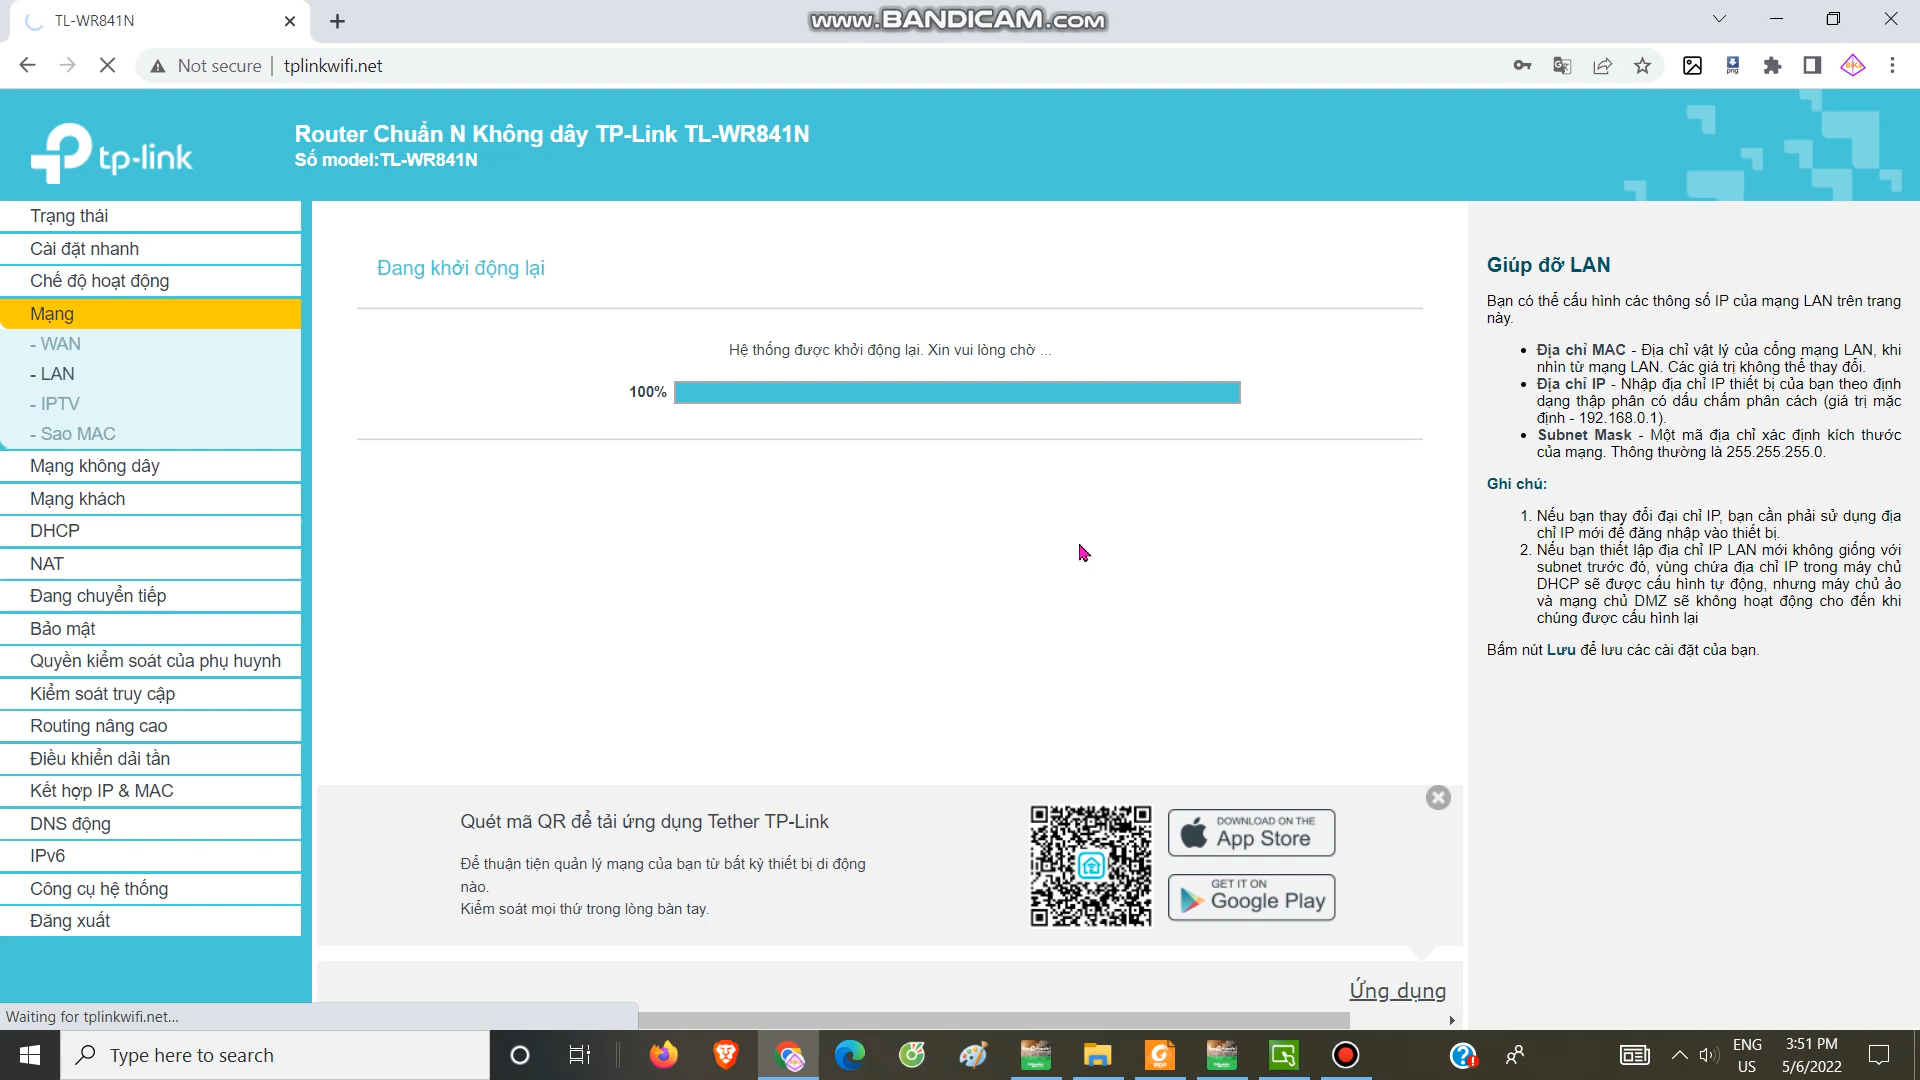 TL-WR841N
www.BANDICAM.com
Not secure
tplinkwifi.net
tp-link
Router Chuẩn N Không dây TP-Link TL-WR841N
Số model:TL-WR841N
Trạng thái
Cài đặt nhanh
Chế độ hoạt động
Mạng
- WAN
- LAN
- IPTV
- Sao MAC
Mạng không dây
Mạng khách
DHCP
NAT
Đang chuyển tiếp
Bảo mật
Quyền kiểm soát của phụ huynh
Kiểm soát truy cập
Routing nâng cao
Điều khiển dải tần
Kết hợp IP & MAC
DNS động
IPv6
Công cụ hệ thống
Đăng xuất
Đang khởi động lại
Hệ thống được khởi động lại. Xin vui lòng chờ ...
100%
Quét mã QR để tải ứng dụng Tether TP-Link
Để thuận tiện quản lý mạng của bạn từ bất kỳ thiết bị di động
nào.
Kiểm soát mọi thứ trong lòng bàn tay.
DOWNLOAD ON THE
App Store
GET IT ON
Google Play
Ứng dụng
Giúp đỡ LAN
Bạn có thể cấu hình các thông số IP của mạng LAN trên trang
này.
• Địa chỉ MAC - Địa chỉ vật lý của cổng mạng LAN, khi
nhìn từ mạng LAN. Các giá trị không thể thay đổi.
• Địa chỉ IP - Nhập địa chỉ IP thiết bị của bạn theo định
dạng thập phân có dấu chấm phân cách (giá trị mặc
định - 192.168.0.1).
• Subnet Mask - Một mã địa chỉ xác định kích thước
của mạng. Thông thường là 255.255.255.0.
Ghi chú:
1. Nếu bạn thay đổi đại chỉ IP, bạn cần phải sử dụng địa
chỉ IP mới để đăng nhập vào thiết bị.
2. Nếu bạn thiết lập địa chỉ IP LAN mới không giống với
subnet trước đó, vùng chứa địa chỉ IP trong máy chủ
DHCP sẽ được cấu hình tự động, nhưng máy chủ ảo
và mạng chủ DMZ sẽ không hoạt động cho đến khi
chúng được cấu hình lại
Bấm nút Lưu để lưu các cài đặt của bạn.
Waiting for tplinkwifi.net...
Type here to search
ENG
US
3:51 PM
5/6/2022